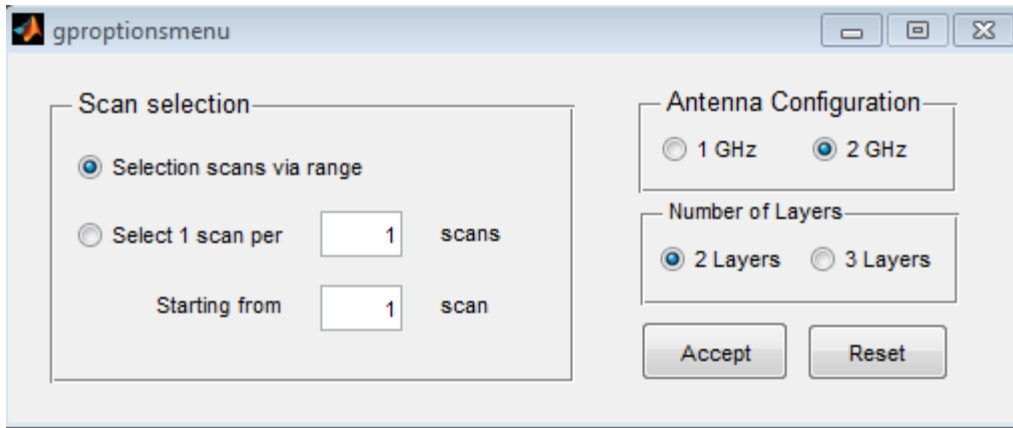 gproptionsmenu
Scan selection
Selection scans via range
Select 1 scan per 1 scans
Starting from 1 scan
Antenna Configuration
1 GHz 2 GHz
Number of Layers
2 Layers 3 Layers
Accept Reset